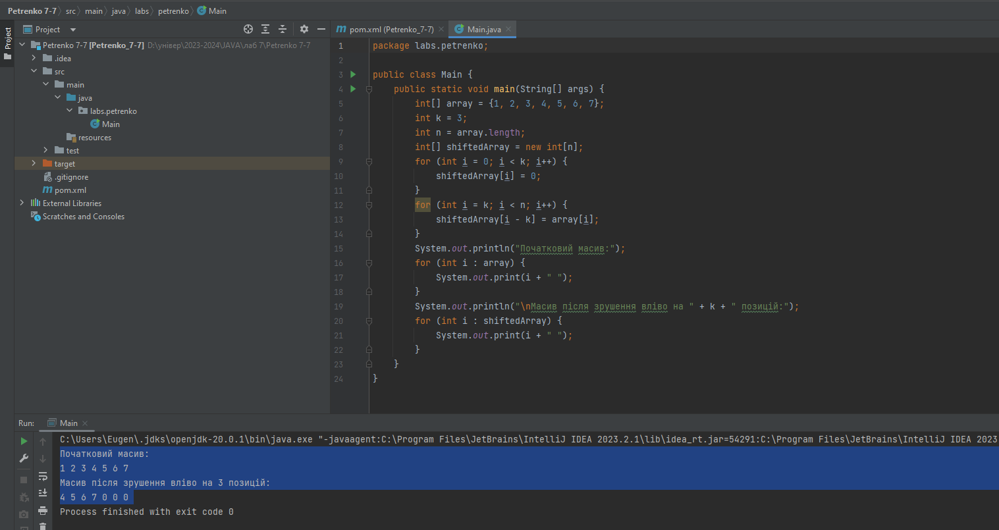 Petrenko 7-7 src main java labs petrenko Main
Project
Project
Petrenko 7-7 [Petrenko_7-7] D:\універ\2023-2024\JAVA\лаб 7\Petrenko 7-7
.idea
src
main
java
labs.petrenko
Main
resources
test
target
.gitignore
pom.xml
External Libraries
Scratches and Consoles
pom.xml (Petrenko_7-7) Main.java
1 package labs.petrenko;
2
3 public class Main {
4 public static void main(String[] args) {
5 int[] array = {1, 2, 3, 4, 5, 6, 7};
6 int k = 3;
7 int n = array.length;
8 int[] shiftedArray = new int[n];
9 for (int i = 0; i < k; i++) {
10 shiftedArray[i] = 0;
11 }
12 for (int i = k; i < n; i++) {
13 shiftedArray[i - k] = array[i];
14 }
15 System.out.println("Початковий масив:");
16 for (int i : array) {
17 System.out.print(i + " ");
18 }
19 System.out.println("\nМасив після зрушення вліво на " + k + " позицій:");
20 for (int i : shiftedArray) {
21 System.out.print(i + " ");
22 }
23 }
24 }
Run: Main
C:\Users\Eugen\.jdks\openjdk-20.0.1\bin\java.exe "-javaagent:C:\Program Files\JetBrains\IntelliJ IDEA 2023.2.1\lib\idea_rt.jar=54291:C:\Program Files\JetBrains\IntelliJ IDEA 2023
Початковий масив:
1 2 3 4 5 6 7
Масив після зрушення вліво на 3 позицій:
4 5 6 7 0 0 0
Process finished with exit code 0